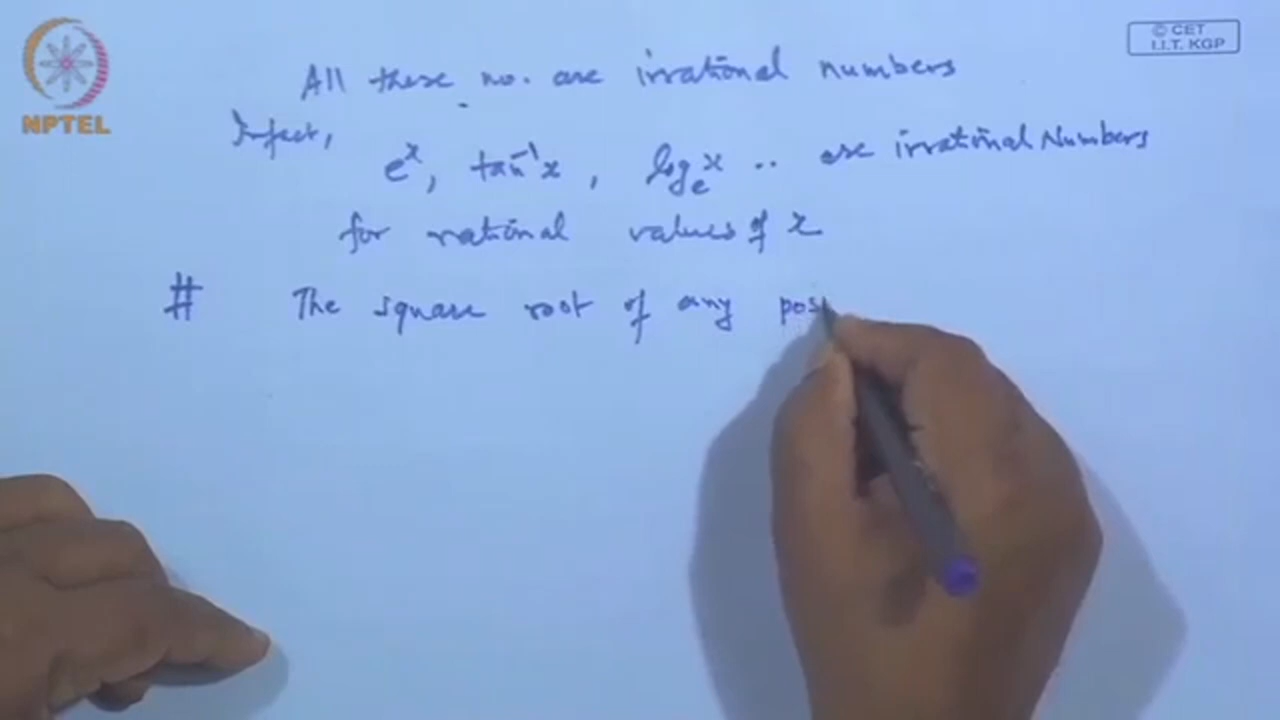 © CET
I.I.T. KGP
NPTEL
All these no. are irrational numbers
Infact,
e^x, tan^-1 x, log_e x .. are irrational Numbers
for rational values of x
# The square root of any pos